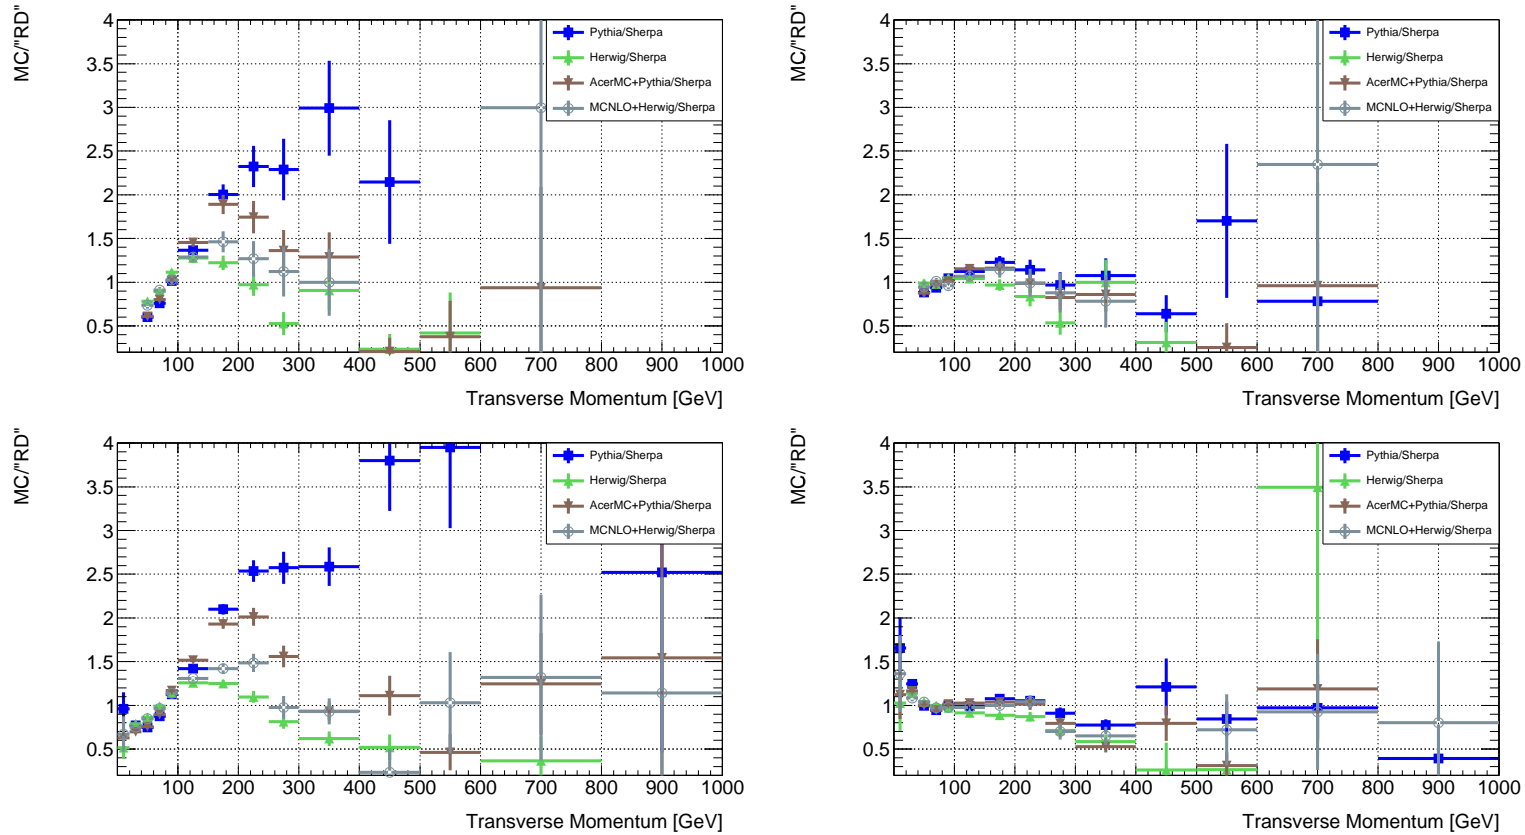 MC/"RD"
4
3.5
3
2.5
2
1.5
1
0.5
Pythia/Sherpa
Herwig/Sherpa
AcerMC+Pythia/Sherpa
MCNLO+Herwig/Sherpa
100 200 300 400 500 600 700 800 900 1000
Transverse Momentum [GeV]
MC/"RD"
4
3.5
3
2.5
2
1.5
1
0.5
Pythia/Sherpa
Herwig/Sherpa
AcerMC+Pythia/Sherpa
MCNLO+Herwig/Sherpa
100 200 300 400 500 600 700 800 900 1000
Transverse Momentum [GeV]
MC/"RD"
4
3.5
3
2.5
2
1.5
1
0.5
Pythia/Sherpa
Herwig/Sherpa
AcerMC+Pythia/Sherpa
MCNLO+Herwig/Sherpa
100 200 300 400 500 600 700 800 900 1000
Transverse Momentum [GeV]
MC/"RD"
4
3.5
3
2.5
2
1.5
1
0.5
Pythia/Sherpa
Herwig/Sherpa
AcerMC+Pythia/Sherpa
MCNLO+Herwig/Sherpa
100 200 300 400 500 600 700 800 900 1000
Transverse Momentum [GeV]